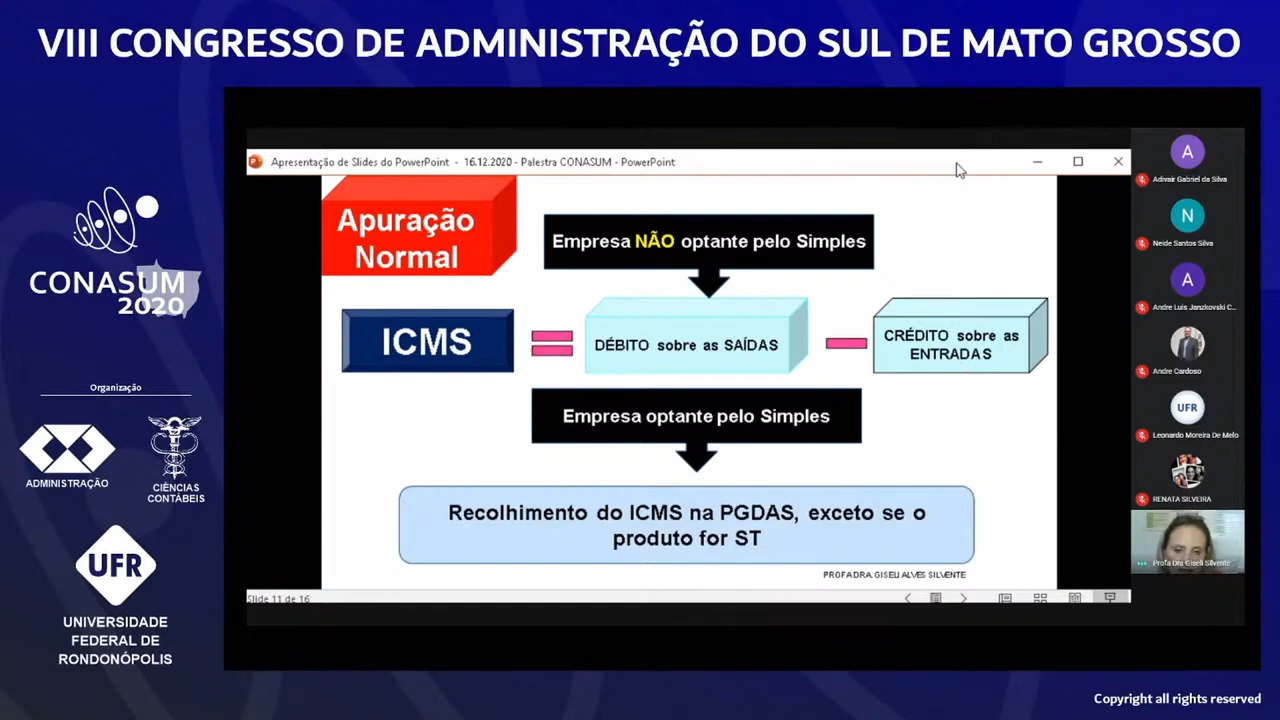 VIII CONGRESSO DE ADMINISTRAÇÃO DO SUL DE MATO GROSSO
CONASUM
2020
Organização
ADMINISTRAÇÃO
CIÊNCIAS
CONTÁBEIS
UFR
UNIVERSIDADE
FEDERAL DE
RONDONÓPOLIS
Apresentação de Slides do PowerPoint - 16.12.2020 - Palestra CONASUM - PowerPoint
Apuração
Normal
Empresa NÃO optante pelo Simples
ICMS
DÉBITO sobre as SAÍDAS
CRÉDITO sobre as
ENTRADAS
Empresa optante pelo Simples
Recolhimento do ICMS na PGDAS, exceto se o
produto for ST
PROFA DRA. GISELI ALVES SILVENTE
Slide 11 de 16
A
Adivair Gabriel da Silva
N
Neide Santos Silva
A
Andre Luis Janzkovski C...
Andre Cardoso
UFR
Leonardo Moreira De Melo
RENATA SILVEIRA
Profa Dra Giseli Silvente
Copyright all rights reserved